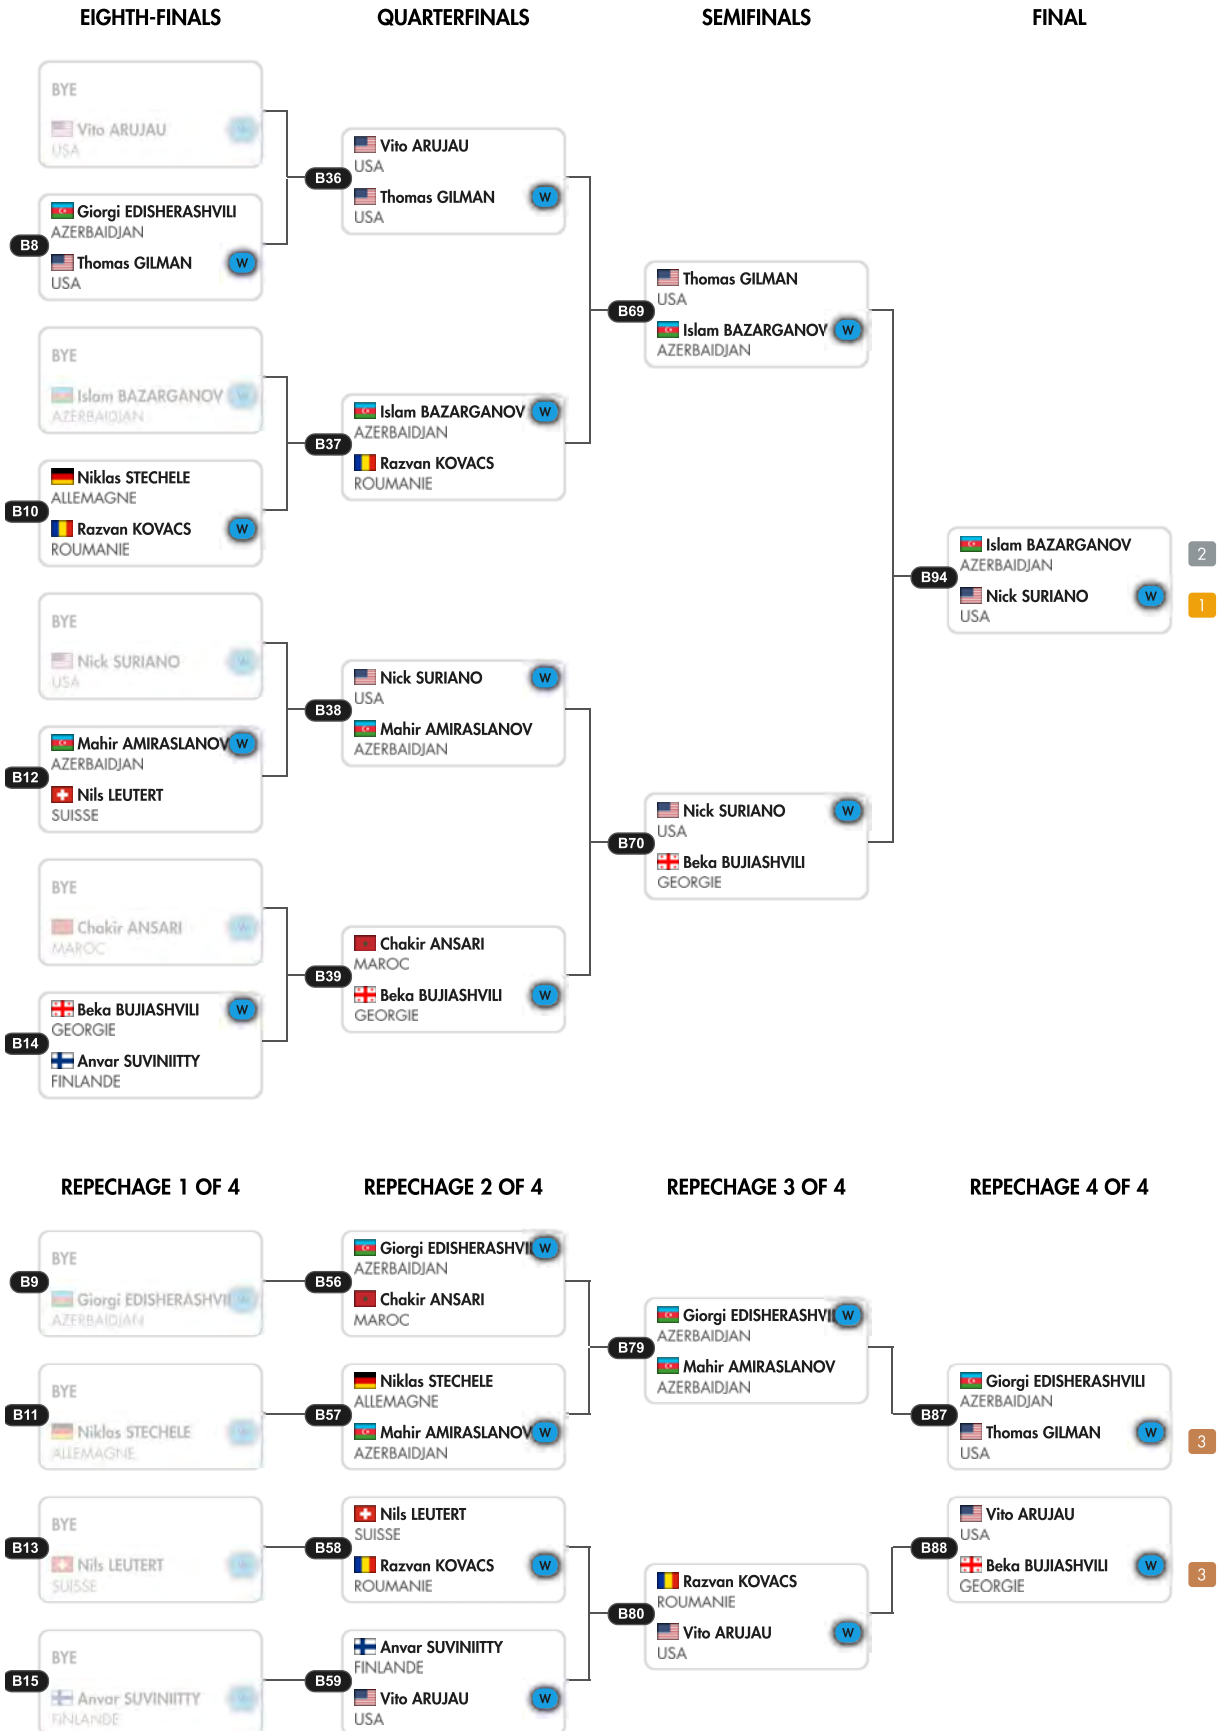 EIGHTH-FINALS
QUARTERFINALS
SEMIFINALS
FINAL
BYE
Vito ARUJAU
W
USA
B8
Giorgi EDISHERASHVILI
AZERBAIDJAN
Thomas GILMAN
W
USA
BYE
Islam BAZARGANOV
W
AZERBAIDJAN
B10
Niklas STECHELE
ALLEMAGNE
Razvan KOVACS
W
ROUMANIE
BYE
Nick SURIANO
W
USA
B12
Mahir AMIRASLANOV
W
AZERBAIDJAN
Nils LEUTERT
SUISSE
BYE
Chakir ANSARI
W
MAROC
B14
Beka BUJIASHVILI
W
GEORGIE
Anvar SUVINIITTY
FINLANDE
B36
Vito ARUJAU
USA
Thomas GILMAN
W
USA
B37
Islam BAZARGANOV
W
AZERBAIDJAN
Razvan KOVACS
ROUMANIE
B38
Nick SURIANO
W
USA
Mahir AMIRASLANOV
AZERBAIDJAN
B39
Chakir ANSARI
MAROC
Beka BUJIASHVILI
W
GEORGIE
B69
Thomas GILMAN
USA
Islam BAZARGANOV
W
AZERBAIDJAN
B70
Nick SURIANO
W
USA
Beka BUJIASHVILI
GEORGIE
B94
Islam BAZARGANOV
2
AZERBAIDJAN
Nick SURIANO
W
1
USA
REPECHAGE 1 OF 4
REPECHAGE 2 OF 4
REPECHAGE 3 OF 4
REPECHAGE 4 OF 4
B9
BYE
Giorgi EDISHERASHVI
W
AZERBAIDJAN
B11
BYE
Niklas STECHELE
W
ALLEMAGNE
B13
BYE
Nils LEUTERT
W
SUISSE
B15
BYE
Anvar SUVINIITTY
W
FINLANDE
B56
Giorgi EDISHERASHVI
W
AZERBAIDJAN
Chakir ANSARI
MAROC
B57
Niklas STECHELE
ALLEMAGNE
Mahir AMIRASLANOV
W
AZERBAIDJAN
B58
Nils LEUTERT
SUISSE
Razvan KOVACS
W
ROUMANIE
B59
Anvar SUVINIITTY
FINLANDE
Vito ARUJAU
W
USA
B79
Giorgi EDISHERASHVI
W
AZERBAIDJAN
Mahir AMIRASLANOV
AZERBAIDJAN
B80
Razvan KOVACS
ROUMANIE
Vito ARUJAU
W
USA
B87
Giorgi EDISHERASHVILI
AZERBAIDJAN
Thomas GILMAN
W
3
USA
B88
Vito ARUJAU
USA
Beka BUJIASHVILI
W
3
GEORGIE